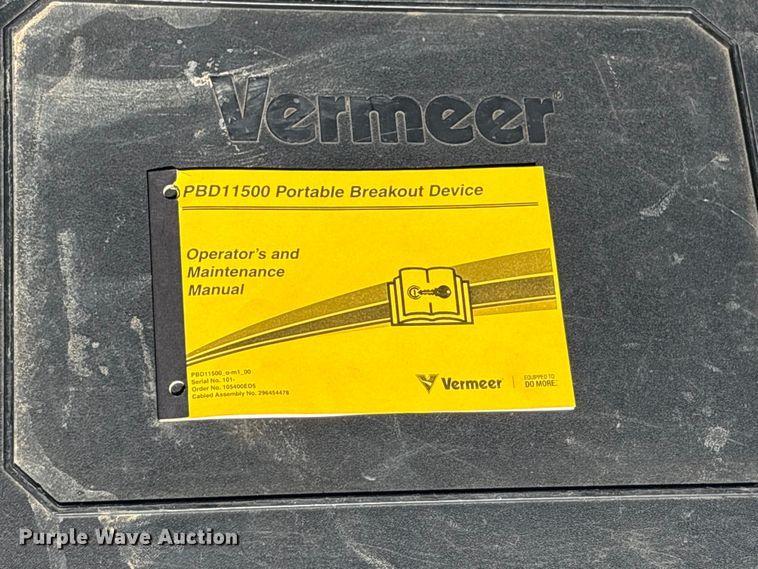 Vermeer®
PBD11500 Portable Breakout Device
Operator's and
Maintenance
Manual
PBD11500_o-m1_00
Serial No. 101-
Order No. 105400ED5
Cabled Assembly No. 296454478
Vermeer
EQUIPPED TO
DO MORE.
Purple Wave Auction